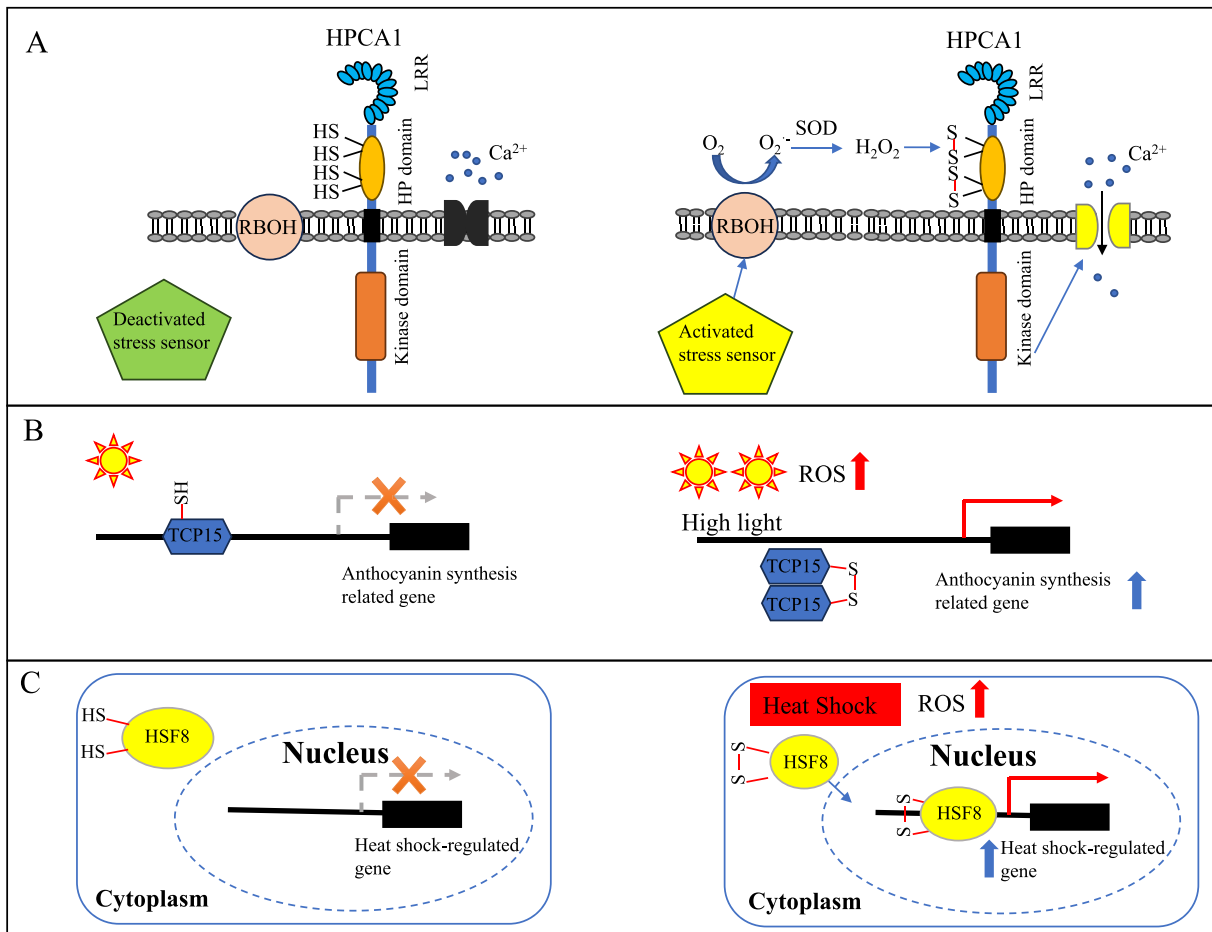 A
HPCA1
LRR
HS
HS
HS
HS
HP domain
Ca²⁺
RBOH
Kinase domain
Deactivated
stress sensor
HPCA1
LRR
O₂
O₂·⁻
SOD
H₂O₂
S
S
S
S
HP domain
Ca²⁺
RBOH
Kinase domain
Activated
stress sensor
B
SH
TCP15
Anthocyanin synthesis
related gene
ROS
High light
TCP15
TCP15
S
S
Anthocyanin synthesis
related gene
C
HS
HS
HSF8
Nucleus
Heat shock-regulated
gene
Cytoplasm
Heat Shock
ROS
S
S
HSF8
Nucleus
S
S
HSF8
Heat shock-regulated
gene
Cytoplasm